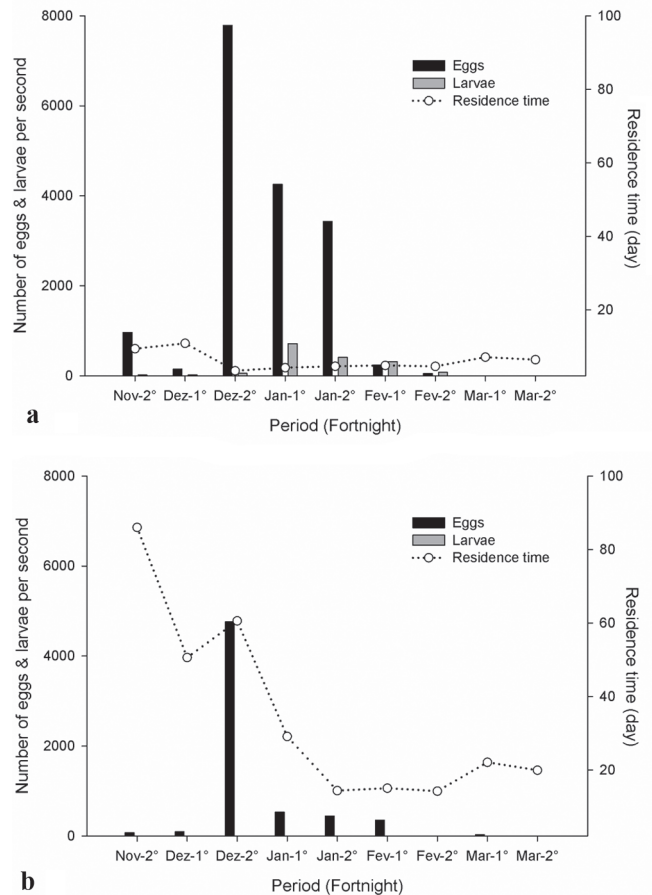 8000
6000
4000
2000
0
Number of eggs & larvae per second
100
80
60
40
20
Residence time (day)
Eggs
Larvae
Residence time
Nov-2° Dez-1° Dez-2° Jan-1° Jan-2° Fev-1° Fev-2° Mar-1° Mar-2°
a
Period (Fortnight)
8000
6000
4000
2000
0
Number of eggs & larvae per second
100
80
60
40
20
Residence time (day)
Eggs
Larvae
Residence time
Nov-2° Dez-1° Dez-2° Jan-1° Jan-2° Fev-1° Fev-2° Mar-1° Mar-2°
b
Period (Fortnight)